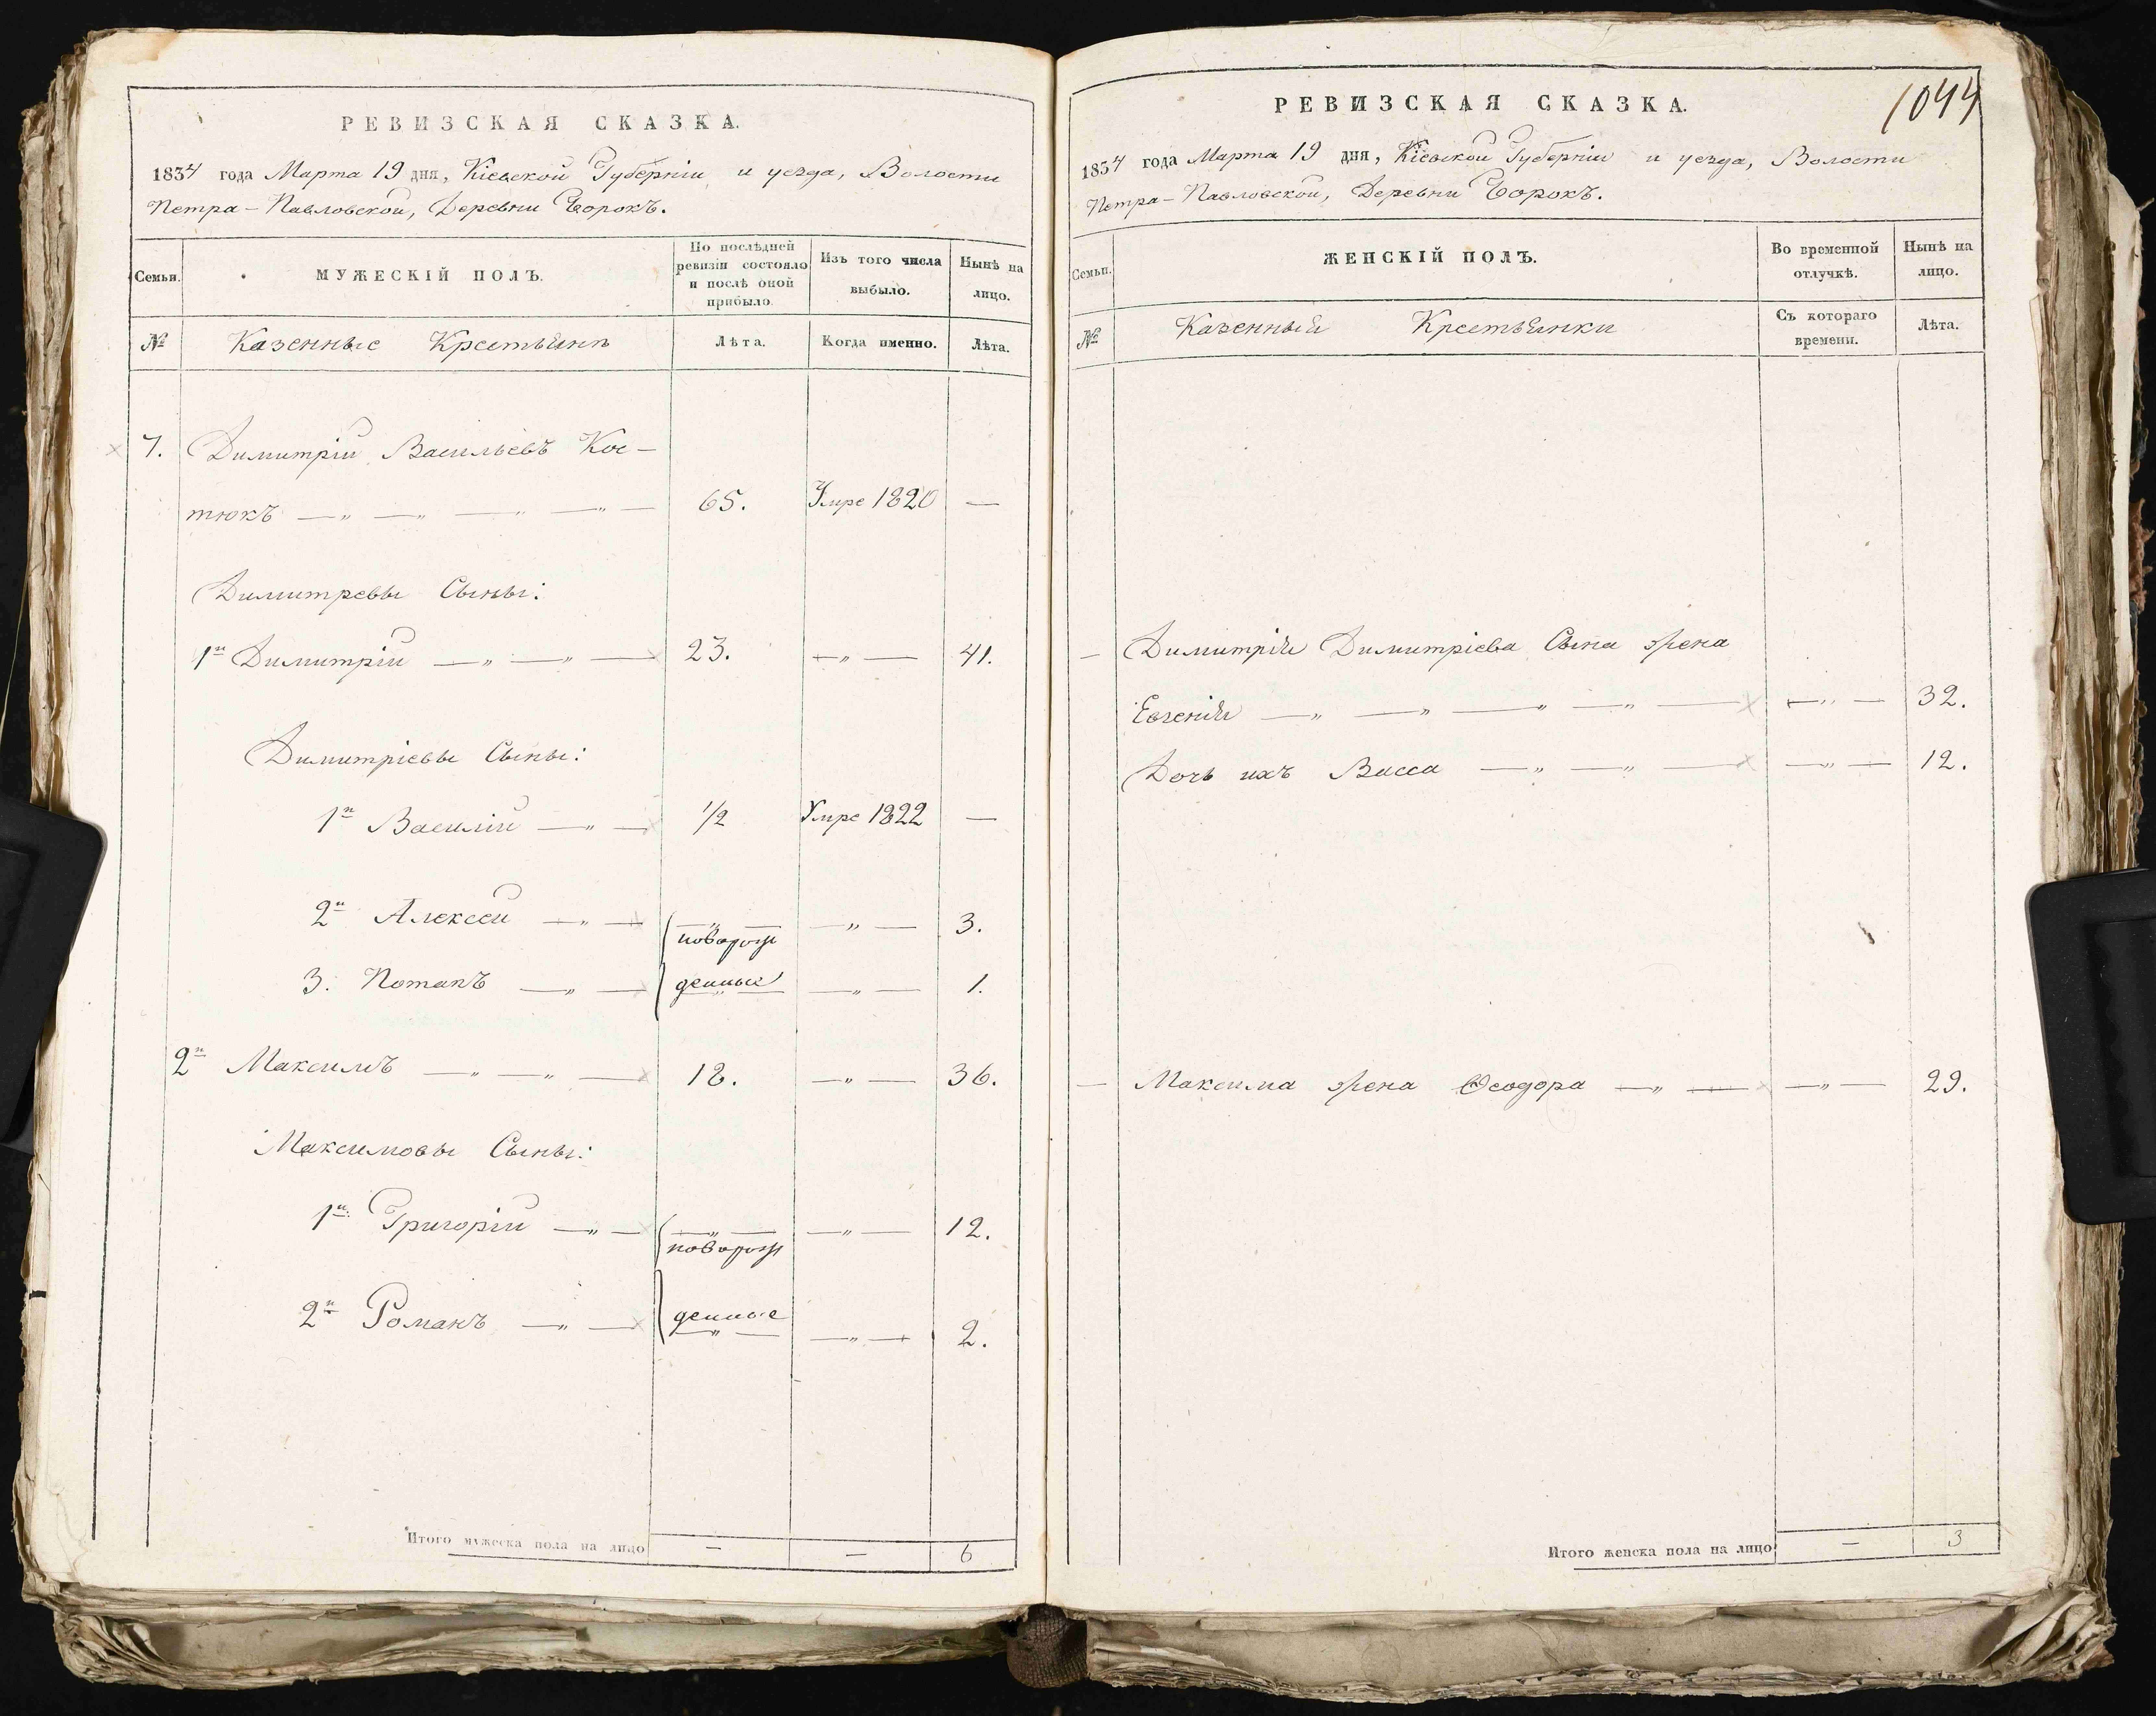 РЕВИЗСКАЯ СКАЗКА.
1834 года Марта 19 дня, Кіевской Губерніи и уезда, Волости
Петра-Павловской, Деревни Борокъ.
Семьи.
МУЖЕСКІЙ ПОЛЪ.
По послѣдней ревизіи состояло и послѣ оной прибыло.
Изъ того числа выбыло.
Нынѣ на лицо.
№ Казенные Крестьяне Лѣта. Когда именно. Лѣта.
7. Димитрій Васильевъ Кос-
тюкъ — „ — „ — „ — „ — 65. Умре 1820 —
Димитревы Сыны:
1й Димитрій — „ — „ — 23. — „ — 41.
Димитріевы Сыны:
1й Василій — „ — 1/2 Умре 1822 —
2й Алексей — „ — — „ — — „ — 3.
новорож
3. Потапъ — „ — денные — „ — 1.
2й Максимъ — „ — „ — 18. — „ — 36.
Максимовы Сыны:
1й Григорій — „ — — „ — — „ — 12.
новорож
2й Романъ — „ — денные — „ — 2.
Итого мужеска пола на лицо — — 6
1044
РЕВИЗСКАЯ СКАЗКА.
1834 года Марта 19 дня, Кіевской Губерніи и уезда, Волости
Петра-Павловской, Деревни Борокъ.
Семьи.
ЖЕНСКІЙ ПОЛЪ.
Во временной отлучкѣ.
Нынѣ на лицо.
№ Казенныя Крестьянки Съ котораго времени. Лѣта.
— Димитрія Димитріева Сына жена
Евгенія — „ — „ — „ — „ — — „ — 32.
Дочь ихъ Васса — „ — „ — — „ — 12.
— Максима жена Феодора — „ — — „ — 29.
Итого женска пола на лицо — 3